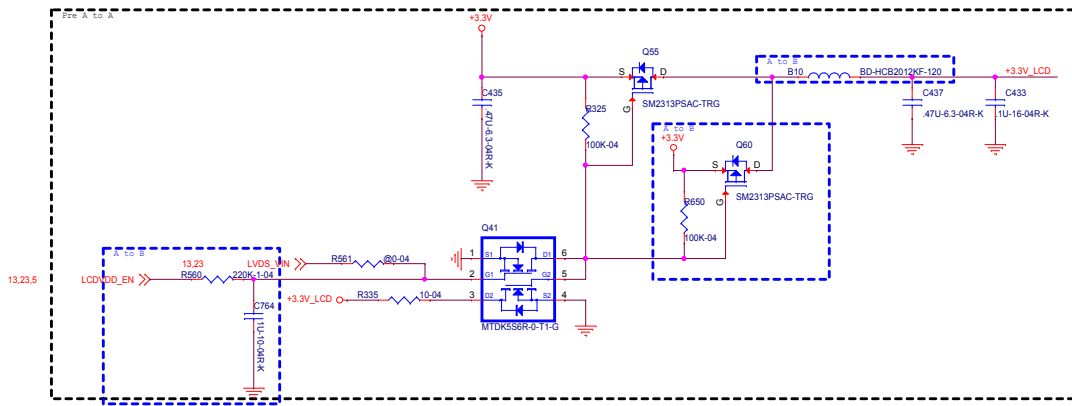 Pre A to A
+3.3V
Q55
A to B
S
D
B10
BD-HCB2012KF-120
+3.3V_LCD
C435
.47U-6.3-04R-K
R325
100K-04
G
SM2313PSAC-TRG
C437
.47U-6.3-04R-K
C433
.1U-16-04R-K
A to B
+3.3V
Q60
S
D
R650
100K-04
G
SM2313PSAC-TRG
Q41
A to B
13,23
LVDS_VIN
R561
@0-04
1
S1
D1
6
13,23,5
LCDVDD_EN
R560
220K-1-04
2
G1
G2
5
C764
1U-10-04R-K
+3.3V_LCD
R335
10-04
3
D2
S2
4
MTDK5S6R-0-T1-G